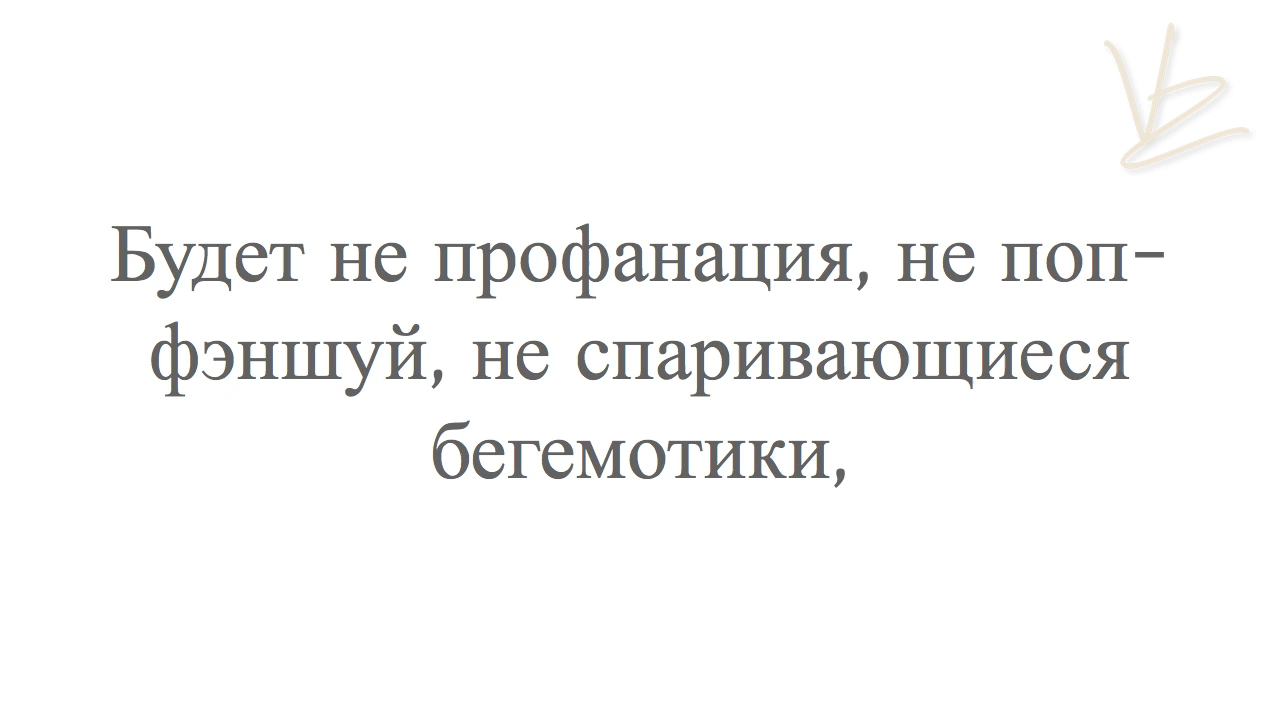 Будет не профанация, не поп-
фэншуй, не спаривающиеся
бегемотики,